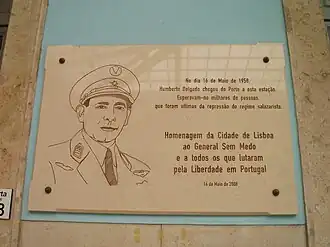 No dia 16 de Maio de 1958
Humberto Delgado chegou do Porto a esta estação.
Esperavam-no milhares de pessoas
que foram vítimas da repressão do regime salazarista.
Homenagem da Cidade de Lisboa
ao General Sem Medo
e a todos os que lutaram
pela Liberdade em Portugal
16 de Maio de 2008